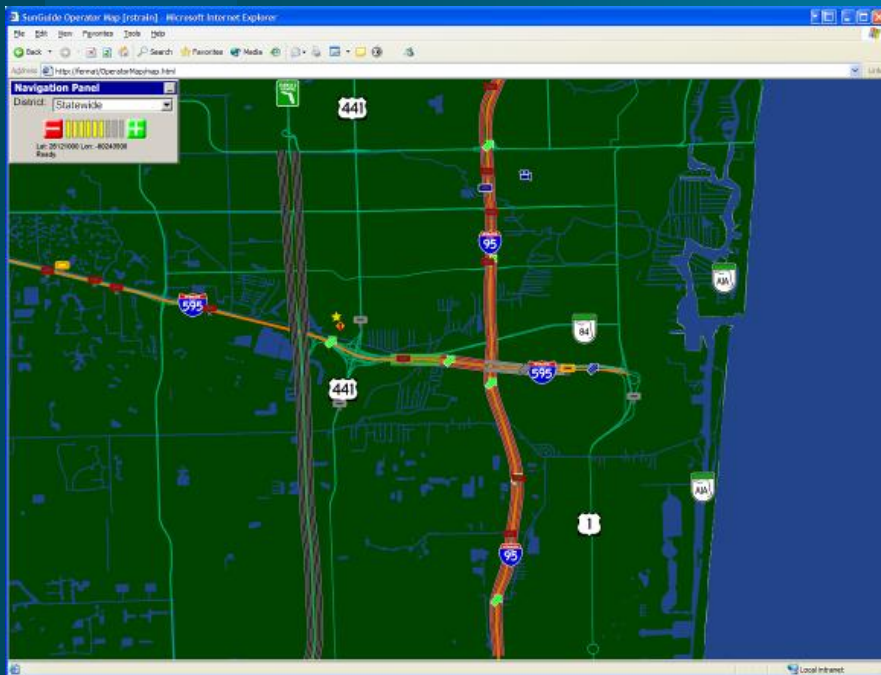 SunGuide Operator Map [rstrain] - Microsoft Internet Explorer
File Edit View Favorites Tools Help
Back Search Favorites Media
Address http://fermat/OperatorMap/map.html Links
Navigation Panel
District: Statewide
Ready
441
95
A1A
595
84
595
441
A1A
1
95
Local intranet